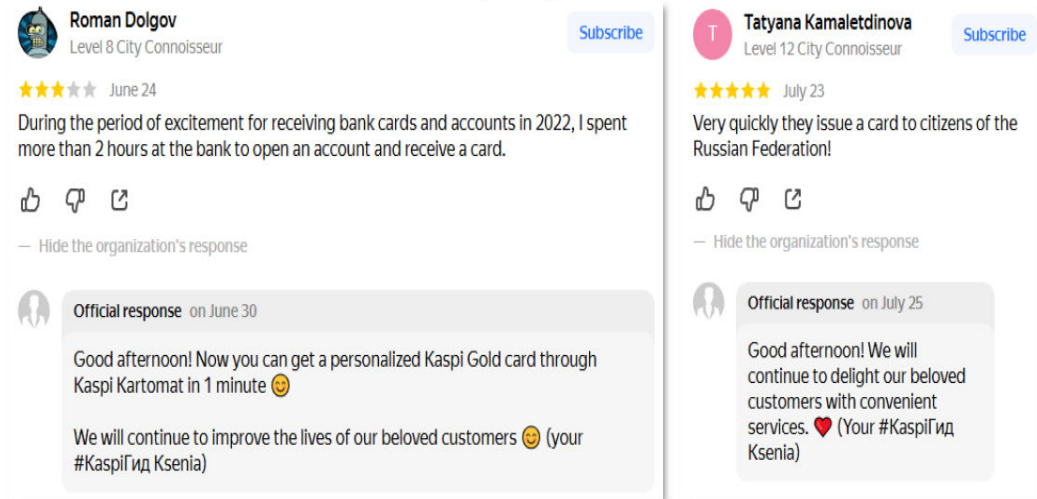 Roman Dolgov
Level 8 City Connoisseur
Subscribe
June 24
During the period of excitement for receiving bank cards and accounts in 2022, I spent
more than 2 hours at the bank to open an account and receive a card.
— Hide the organization's response
Official response on June 30
Good afternoon! Now you can get a personalized Kaspi Gold card through
Kaspi Kartomat in 1 minute 😊
We will continue to improve the lives of our beloved customers 😊 (your
#KaspiГид Ksenia)
T
Tatyana Kamaletdinova
Level 12 City Connoisseur
Subscribe
July 23
Very quickly they issue a card to citizens of the
Russian Federation!
— Hide the organization's response
Official response on July 25
Good afternoon! We will
continue to delight our beloved
customers with convenient
services. ❤️ (Your #KaspiГид
Ksenia)